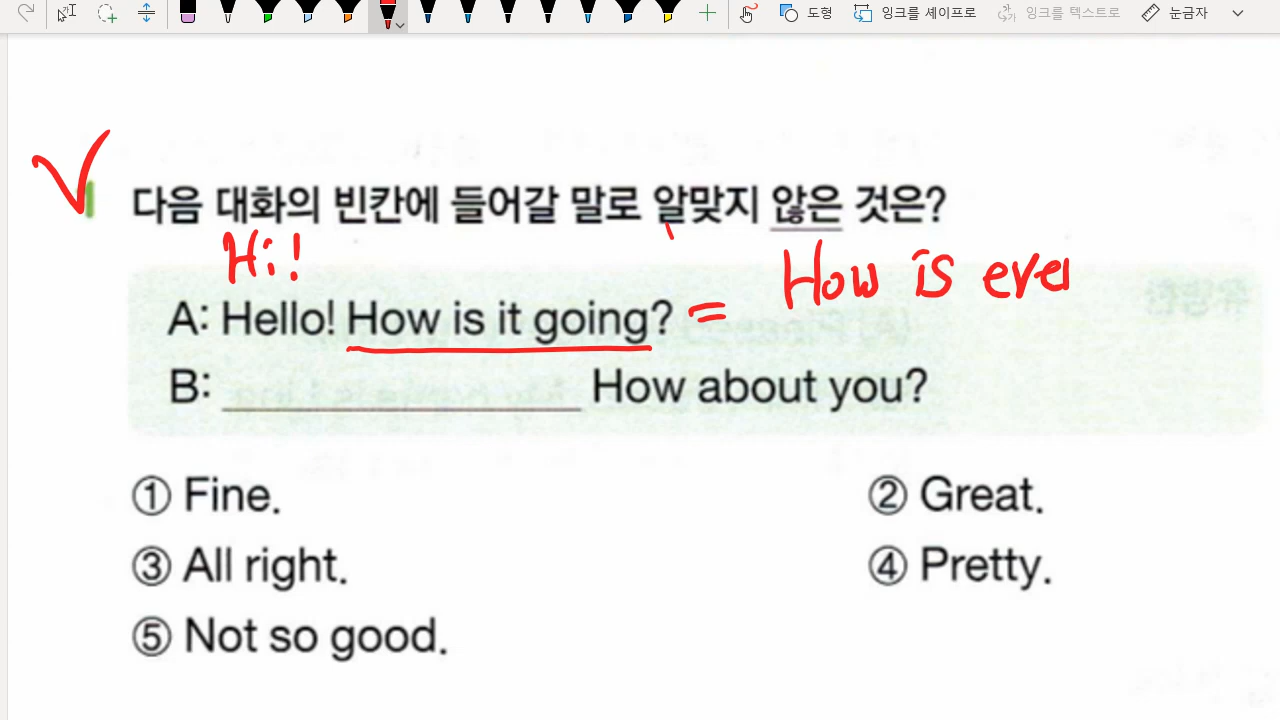 도형 잉크를 셰이프로 잉크를 텍스트로 눈금자
다음 대화의 빈칸에 들어갈 말로 알맞지 않은 것은?
Hi!
How is eve
A: Hello! How is it going? =
B: ____________ How about you?
① Fine.
② Great.
③ All right.
④ Pretty.
⑤ Not so good.